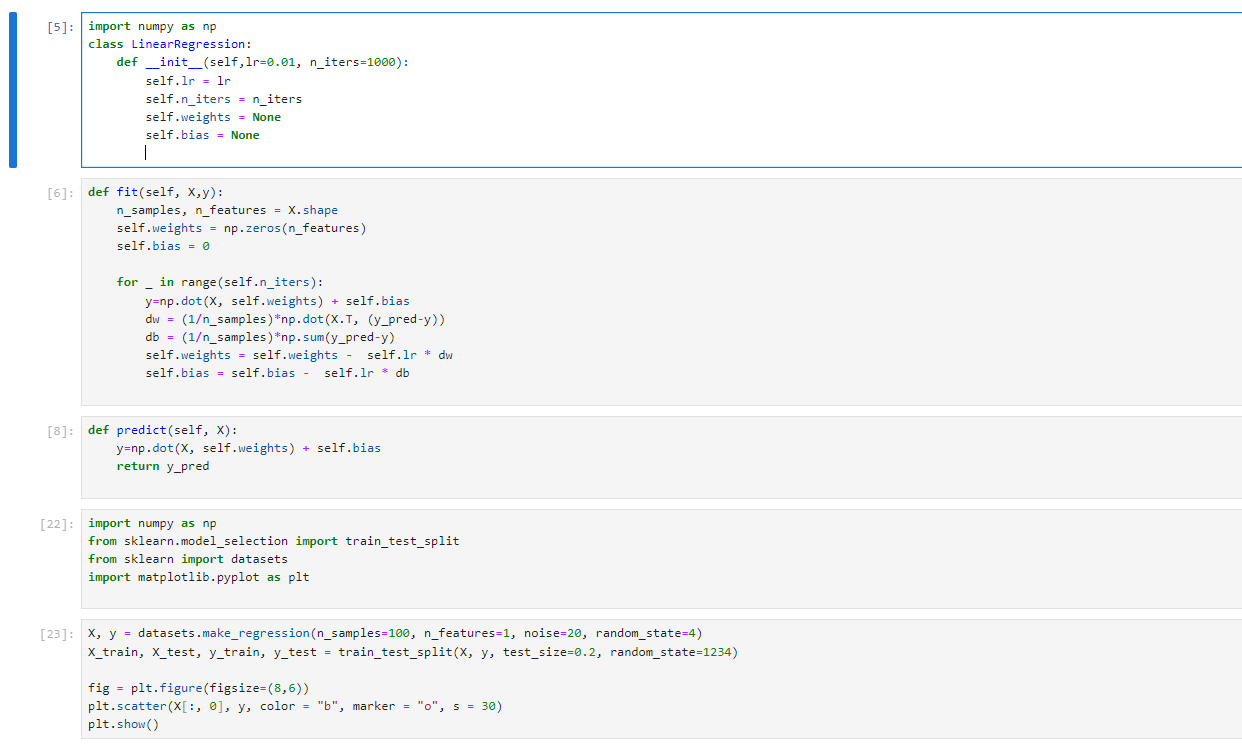 [5]: import numpy as np
class LinearRegression:
    def __init__(self,lr=0.01, n_iters=1000):
        self.lr = lr
        self.n_iters = n_iters
        self.weights = None
        self.bias = None
[6]: def fit(self, X,y):
    n_samples, n_features = X.shape
    self.weights = np.zeros(n_features)
    self.bias = 0
    for _ in range(self.n_iters):
        y=np.dot(X, self.weights) + self.bias
        dw = (1/n_samples)*np.dot(X.T, (y_pred-y))
        db = (1/n_samples)*np.sum(y_pred-y)
        self.weights = self.weights -  self.lr * dw
        self.bias = self.bias -  self.lr * db
[8]: def predict(self, X):
    y=np.dot(X, self.weights) + self.bias
    return y_pred
[22]: import numpy as np
from sklearn.model_selection import train_test_split
from sklearn import datasets
import matplotlib.pyplot as plt
[23]: X, y = datasets.make_regression(n_samples=100, n_features=1, noise=20, random_state=4)
X_train, X_test, y_train, y_test = train_test_split(X, y, test_size=0.2, random_state=1234)
fig = plt.figure(figsize=(8,6))
plt.scatter(X[:, 0], y, color = "b", marker = "o", s = 30)
plt.show()